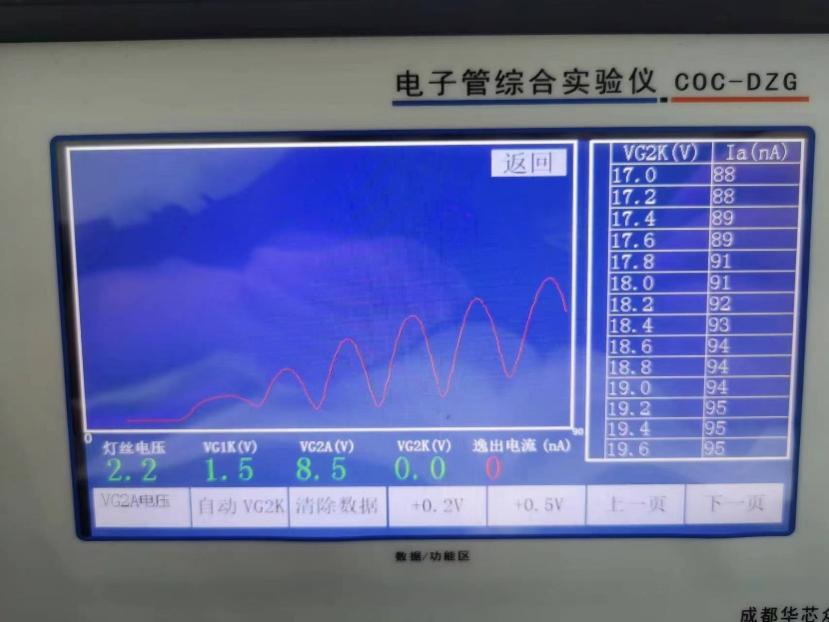 电子管综合实验仪 COC-DZG
返回
VG2K(V) Ia(nA)
17.0 88
17.2 88
17.4 89
17.6 89
17.8 91
18.0 91
18.2 92
18.4 93
18.6 94
18.8 94
19.0 94
19.2 95
19.4 95
19.6 95
0 90
灯丝电压 VG1K(V) VG2A(V) VG2K(V) 逸出电流(nA)
2.2 1.5 8.5 0.0 0
VG2A电压 自动VG2K 清除数据 +0.2V +0.5V 上一页 下一页
数据/功能区
成都华芯众